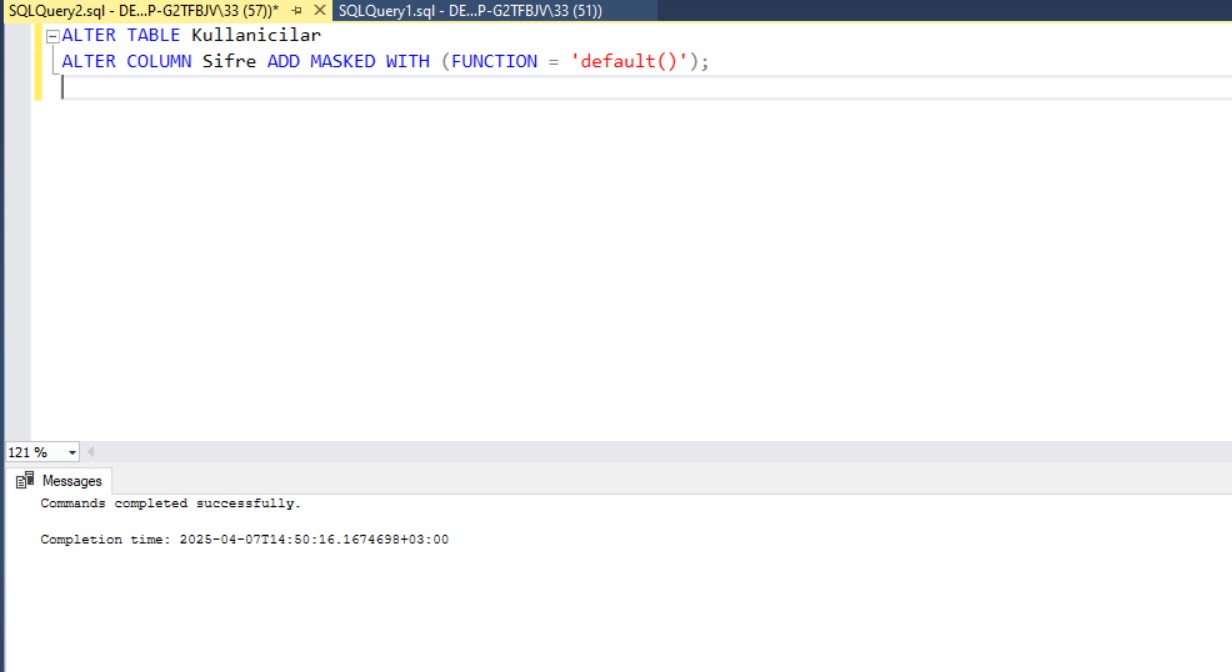 SQLQuery2.sql - DE...P-G2TFBJV\33 (57))* SQLQuery1.sql - DE...P-G2TFBJV\33 (51))
ALTER TABLE Kullanicilar
ALTER COLUMN Sifre ADD MASKED WITH (FUNCTION = 'default()');
121 %
Messages
Commands completed successfully.
Completion time: 2025-04-07T14:50:16.1674698+03:00